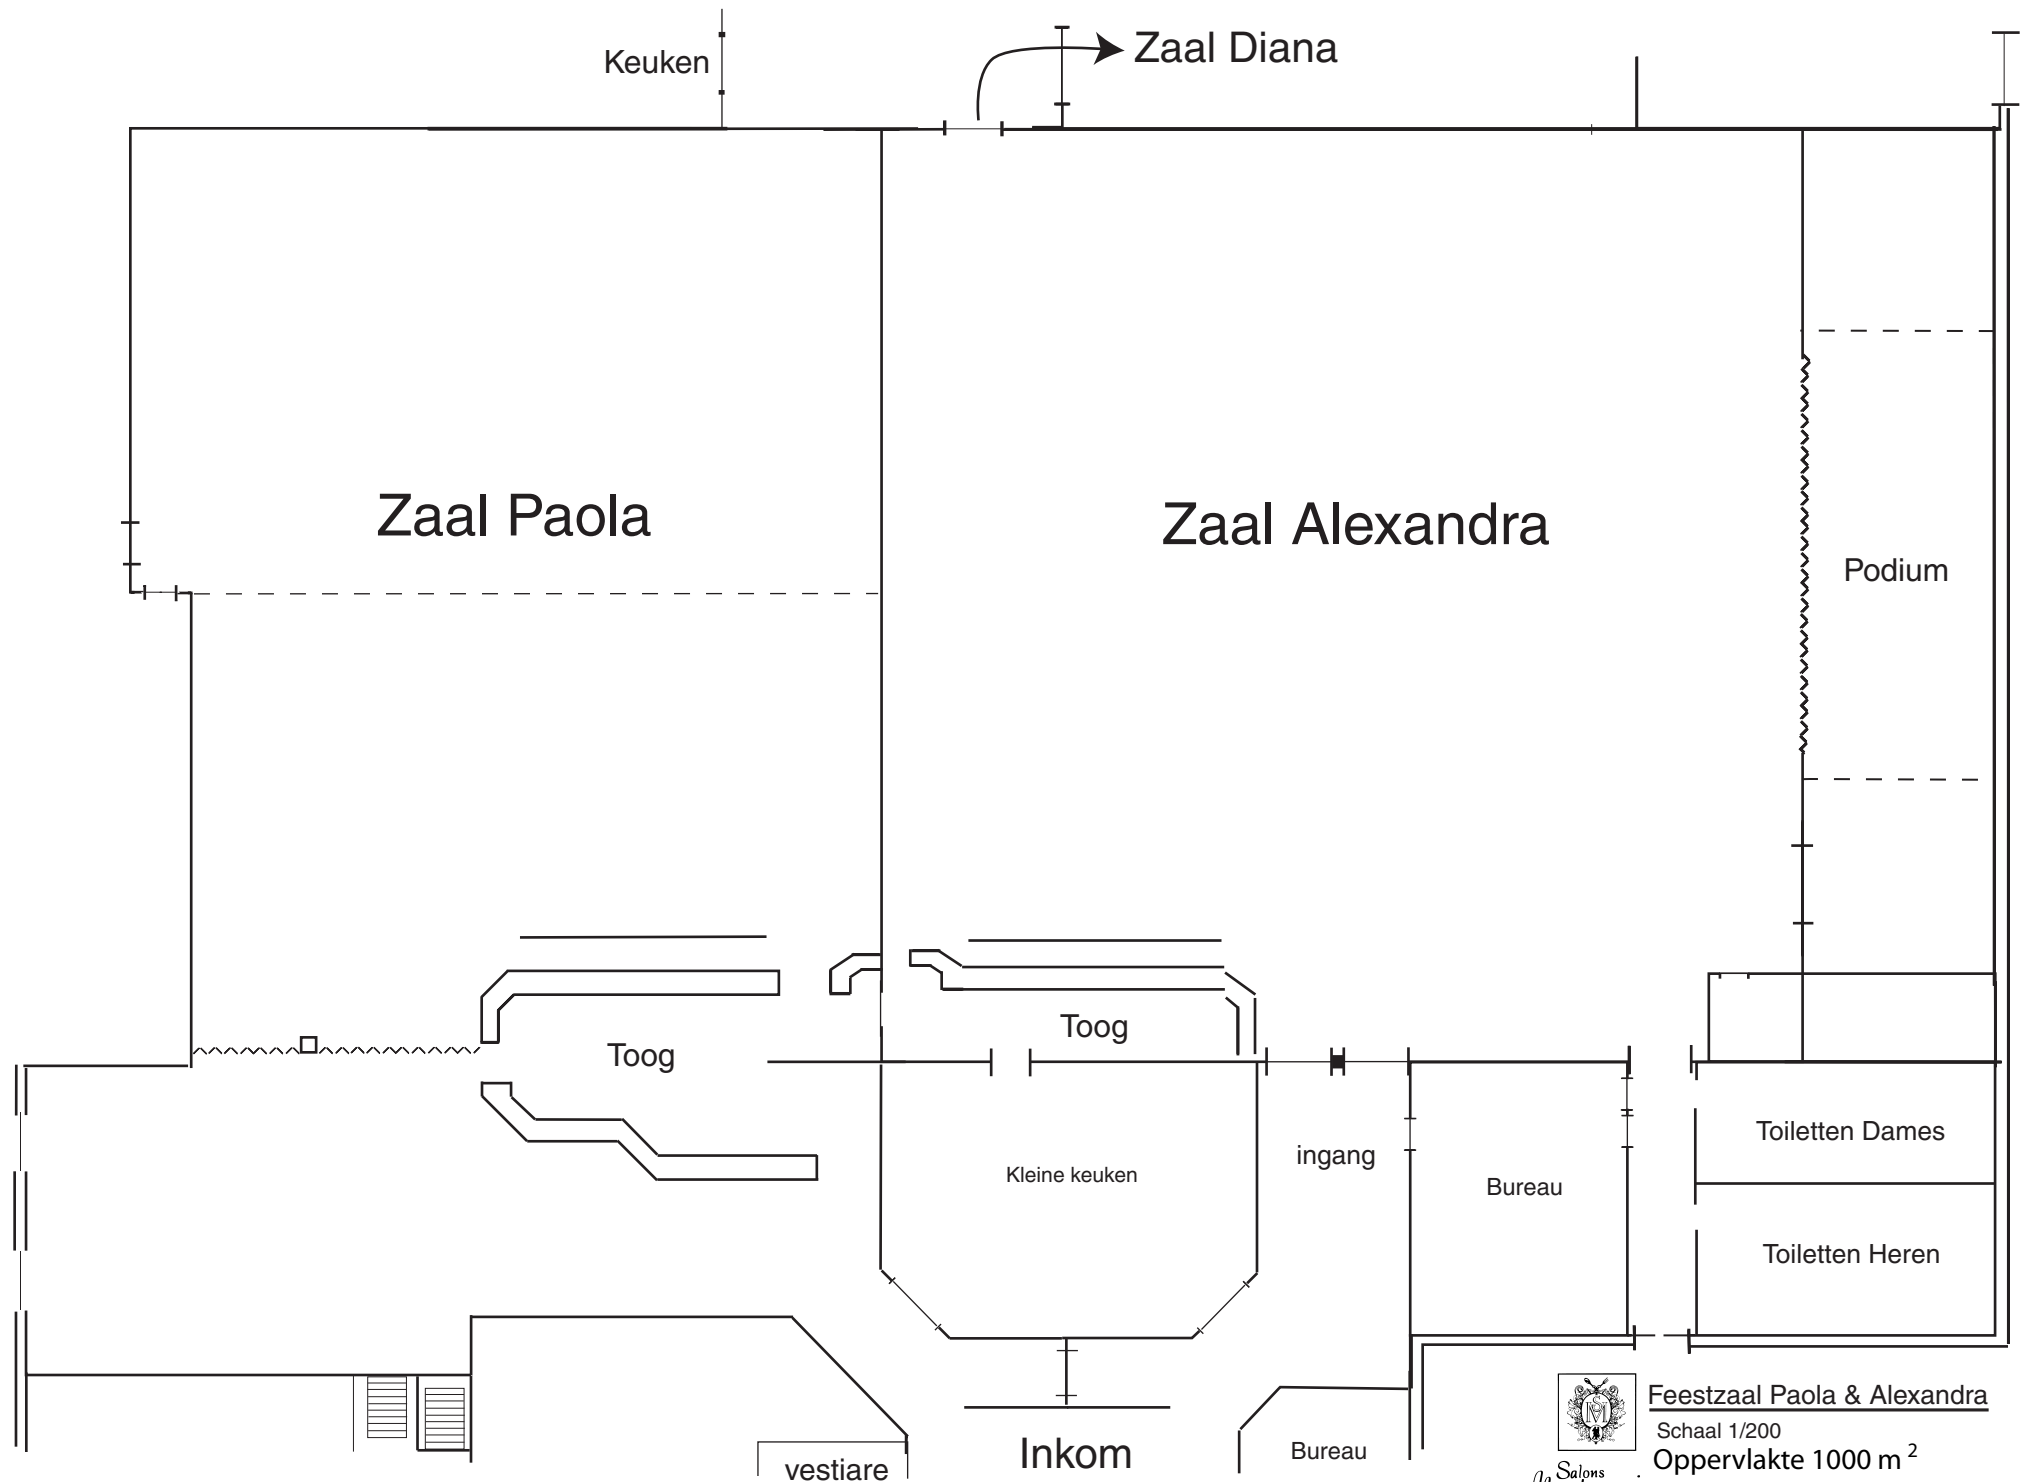 Keuken
Zaal Diana
Zaal Paola
Zaal Alexandra
Podium
Toog
Toog
Kleine keuken
ingang
Bureau
Toiletten Dames
Toiletten Heren
Inkom
Bureau
vestiare
Feestzaal Paola & Alexandra
Schaal 1/200
Oppervlakte 1000 m²
Salons